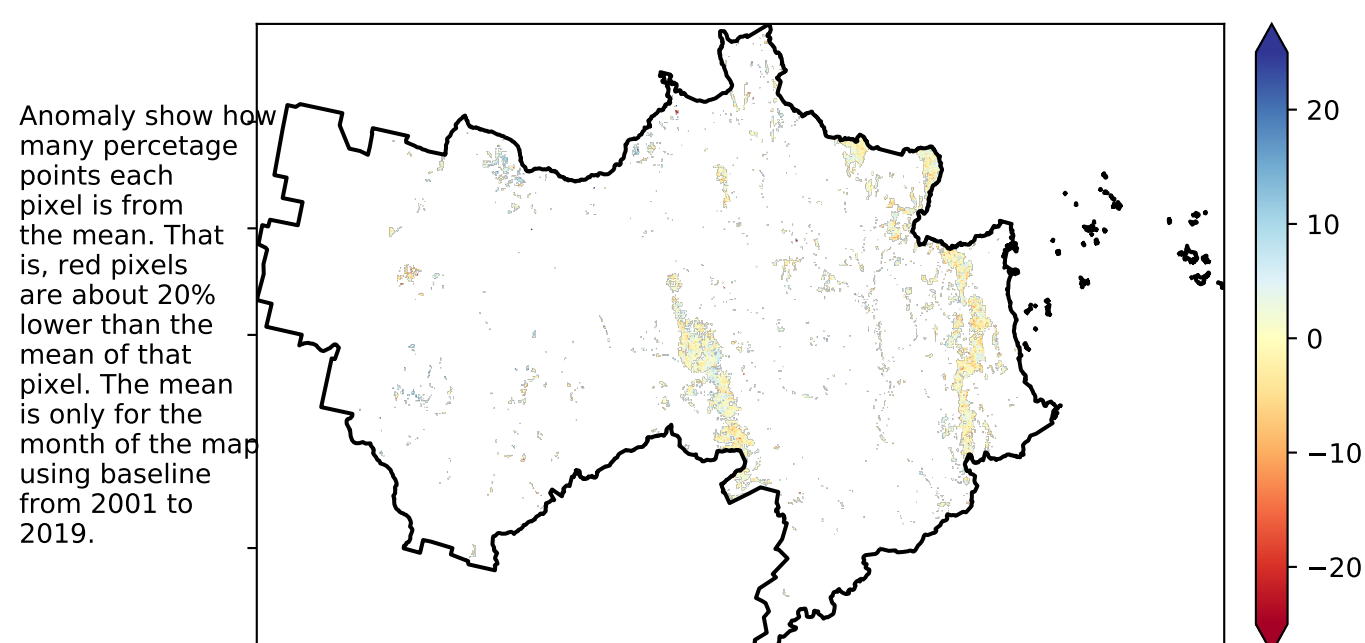 Anomaly show how
many percetage
points each
pixel is from
the mean. That
is, red pixels
are about 20%
lower than the
mean of that
pixel. The mean
is only for the
month of the map
using baseline
from 2001 to
2019.
20
10
0
−10
−20